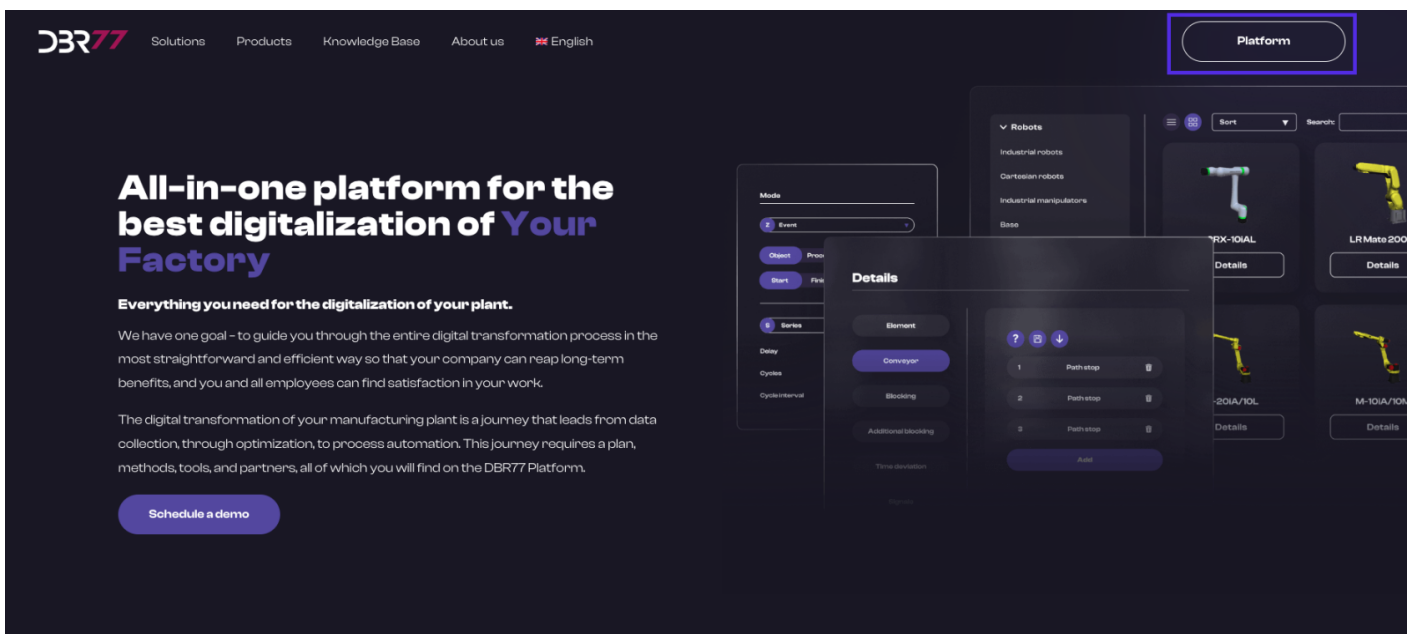 DBR77
Solutions
Products
Knowledge Base
About us
English
Platform
All-in-one platform for the
best digitalization of Your
Factory
Everything you need for the digitalization of your plant.
We have one goal – to guide you through the entire digital transformation process in the
most straightforward and efficient way so that your company can reap long-term
benefits, and you and all employees can find satisfaction in your work.
The digital transformation of your manufacturing plant is a journey that leads from data
collection, through optimization, to process automation. This journey requires a plan,
methods, tools, and partners, all of which you will find on the DBR77 Platform.
Schedule a demo
Mode
Z Event
Object
Start
S Series
Delay
Cycles
Cycle interval
Details
Element
Conveyor
Blocking
Additional blocking
Time deviation
Signals
?
1 Path stop
2 Path stop
3 Path stop
Add
Robots
Industrial robots
Cartesian robots
Industrial manipulators
Base
Sort
Search:
RX-10iAL
Details
LR Mate 200
Details
-20iA/10L
Details
M-10iA/10M
Details